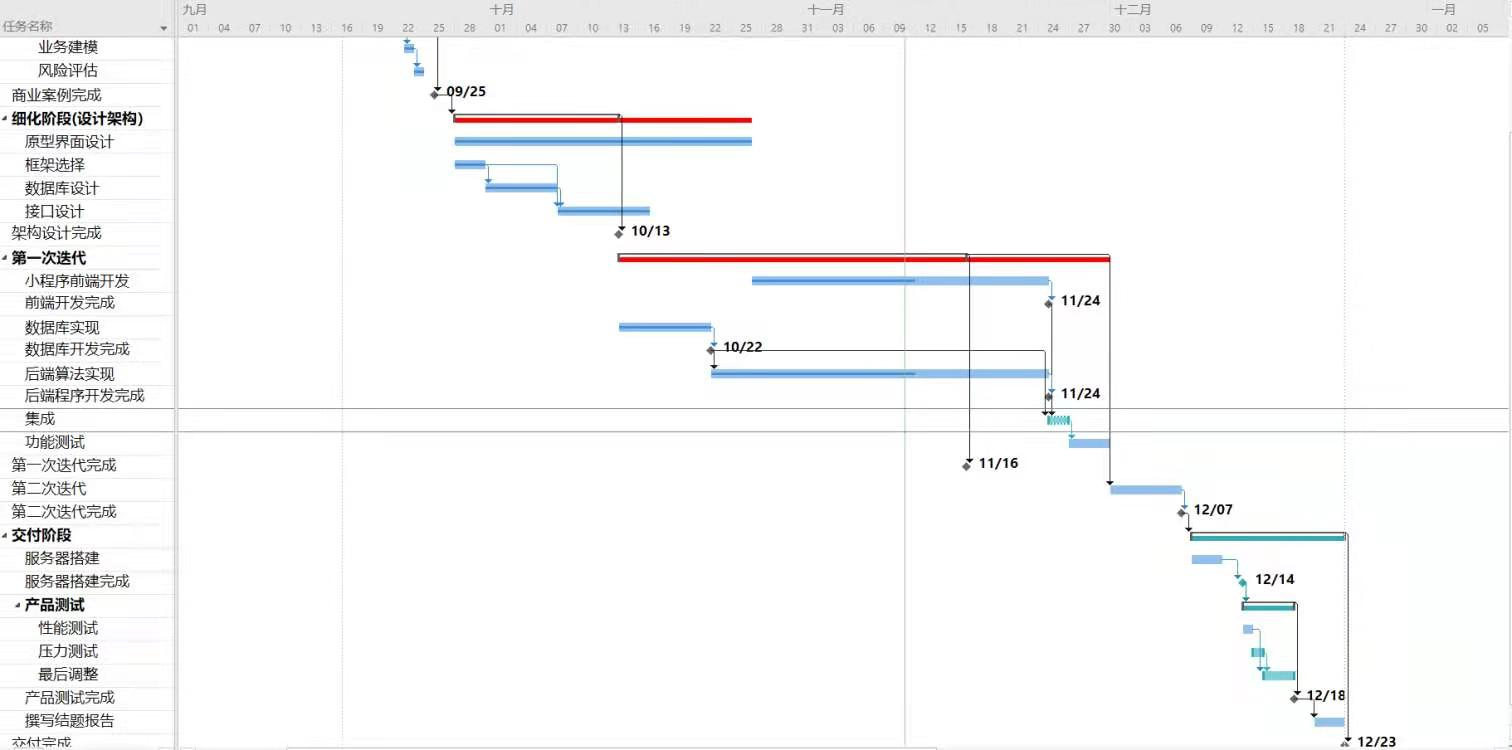 九月 十月 十一月 十二月 一月
任务名称 01 04 07 10 13 16 19 22 25 28 01 04 07 10 13 16 19 22 25 28 31 03 06 09 12 15 18 21 24 27 30 03 06 09 12 15 18 21 24 27 30 02 05
业务建模
风险评估
商业案例完成 09/25
细化阶段(设计架构)
原型界面设计
框架选择
数据库设计
接口设计
架构设计完成 10/13
第一次迭代
小程序前端开发
前端开发完成 11/24
数据库实现
数据库开发完成 10/22
后端算法实现
后端程序开发完成 11/24
集成
功能测试
第一次迭代完成 11/16
第二次迭代
第二次迭代完成 12/07
交付阶段
服务器搭建
服务器搭建完成 12/14
产品测试
性能测试
压力测试
最后调整
产品测试完成 12/18
撰写结题报告
交付完成 12/23